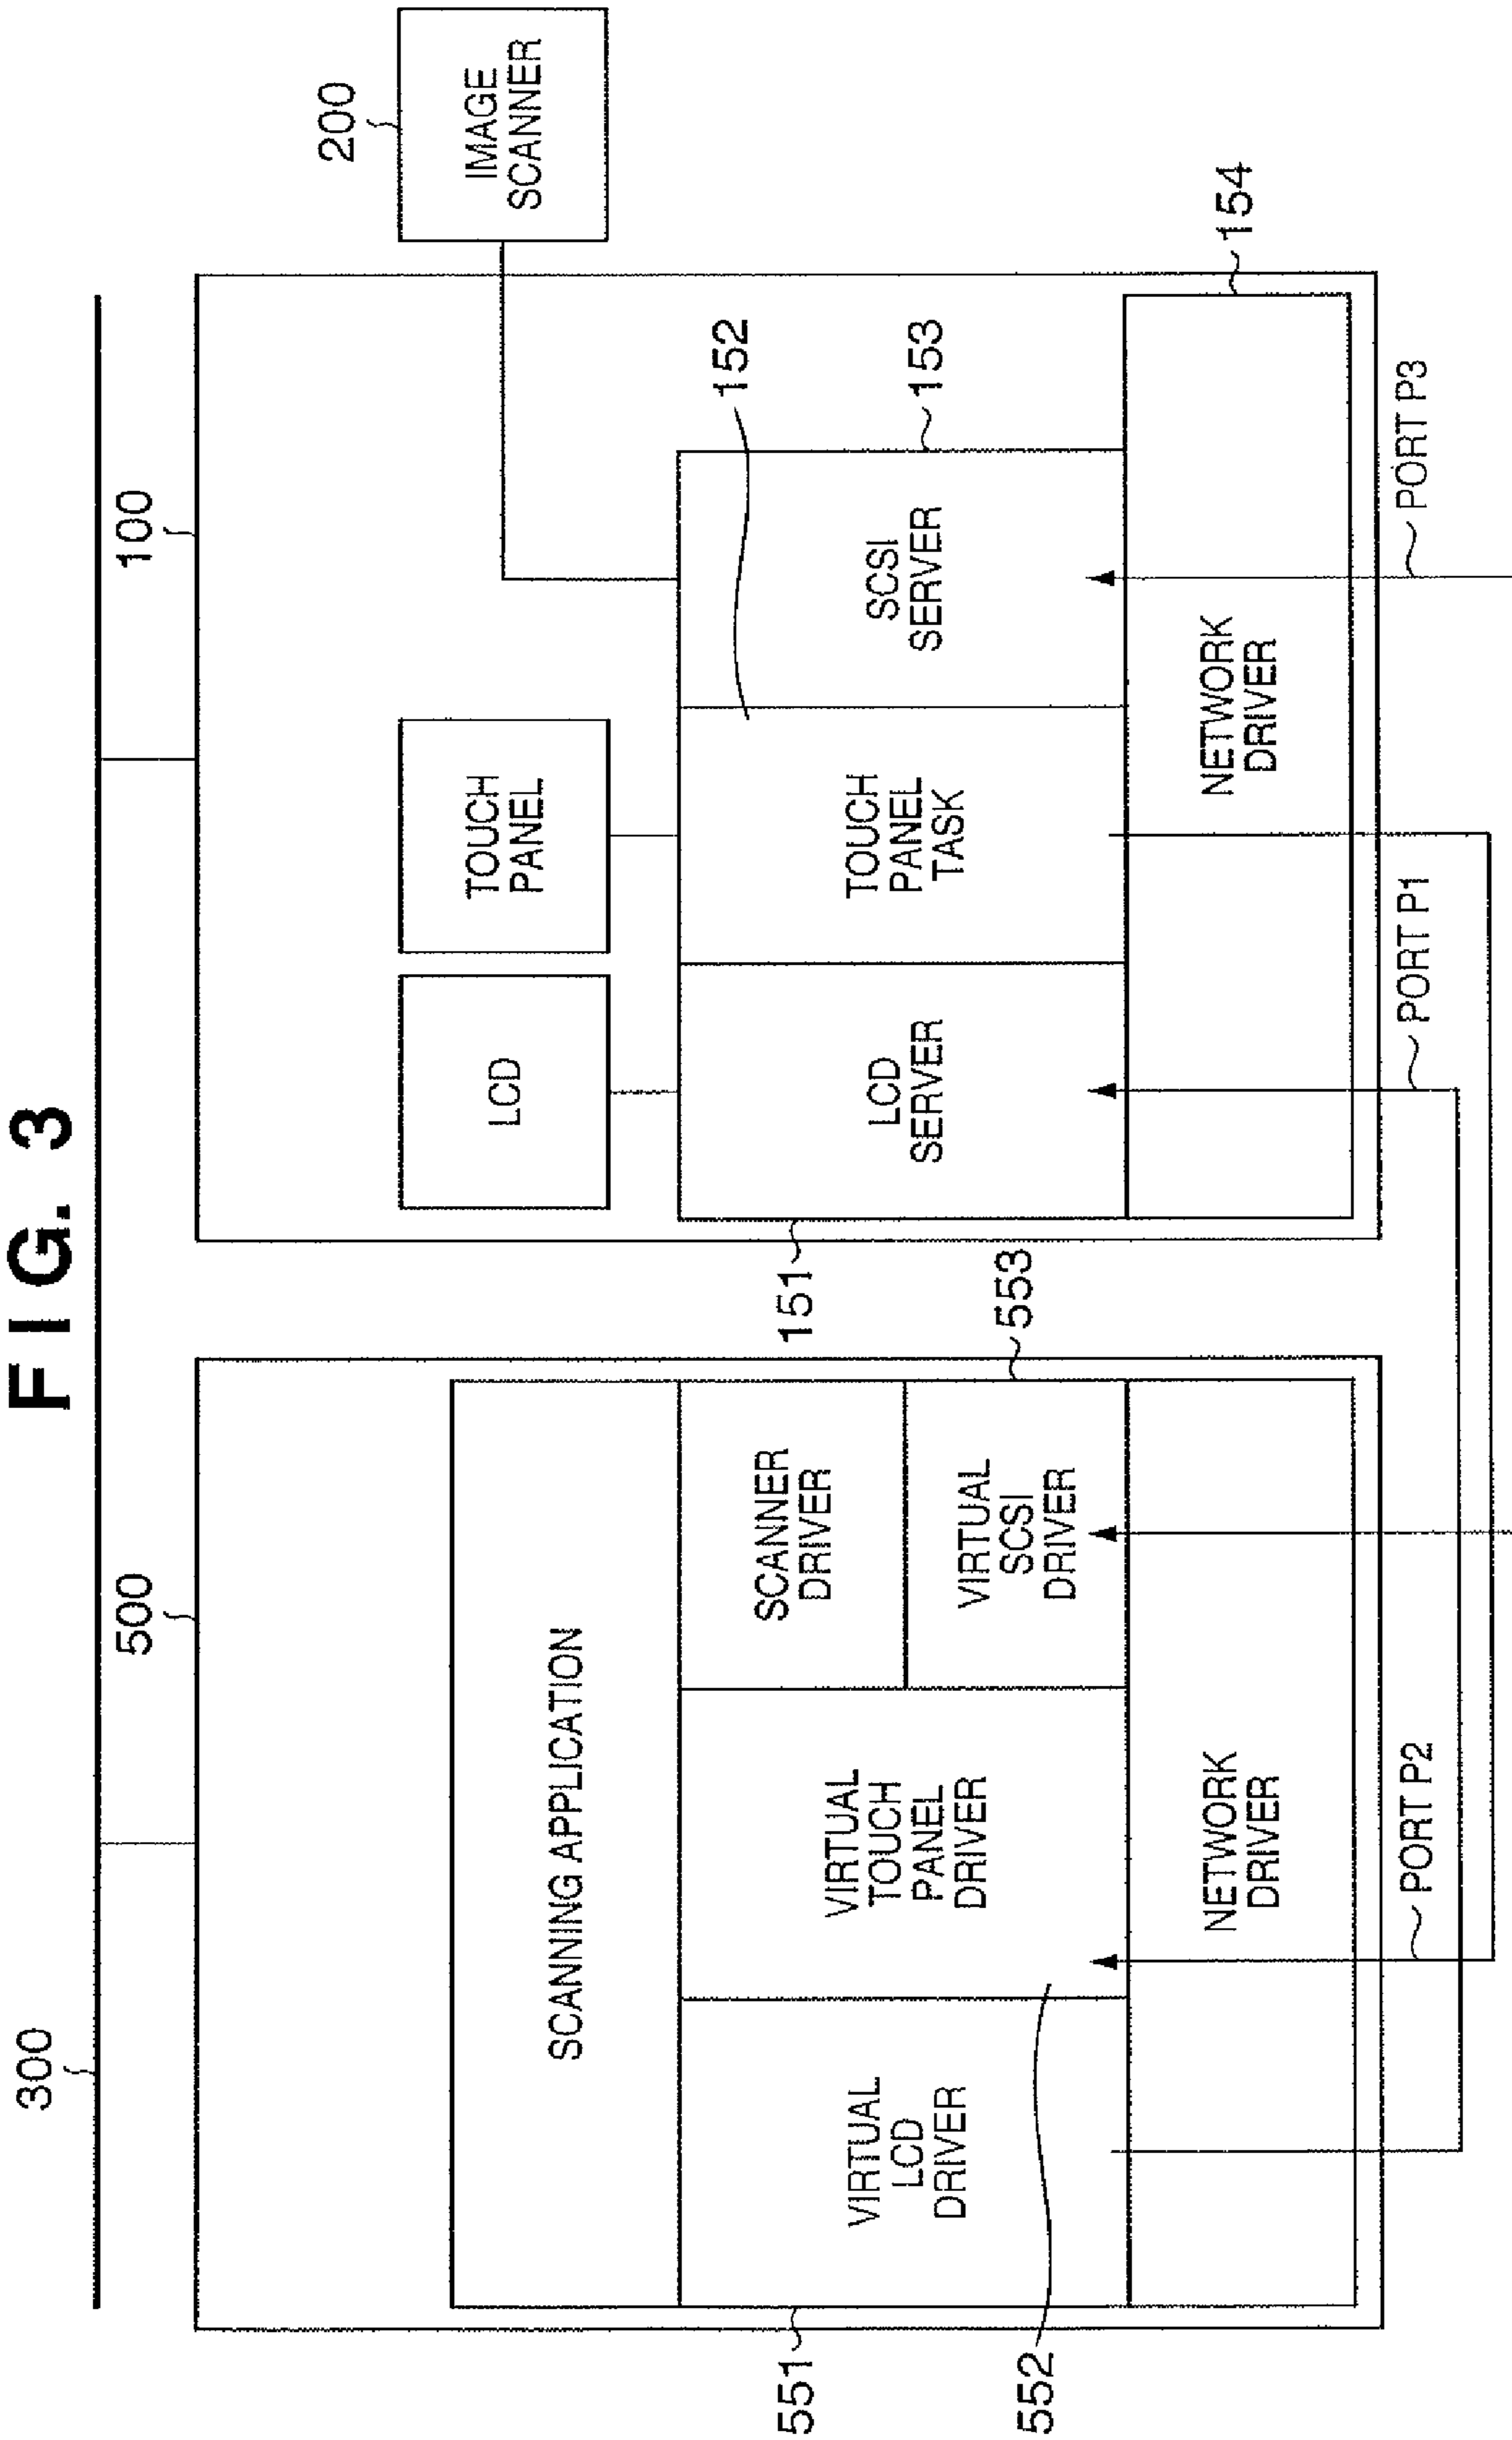 FIG. 3
300
500
100
200
IMAGE
SCANNER
SCANNING APPLICATION
LCD
TOUCH
PANEL
152
551
VIRTUAL
LCD
DRIVER
VIRTUAL
TOUCH
PANEL
DRIVER
SCANNER
DRIVER
VIRTUAL
SCSI
DRIVER
552
553
151
LCD
SERVER
TOUCH
PANEL
TASK
SCSI
SERVER
153
NETWORK
DRIVER
NETWORK
DRIVER
154
PORT P2
PORT P1
PORT P3